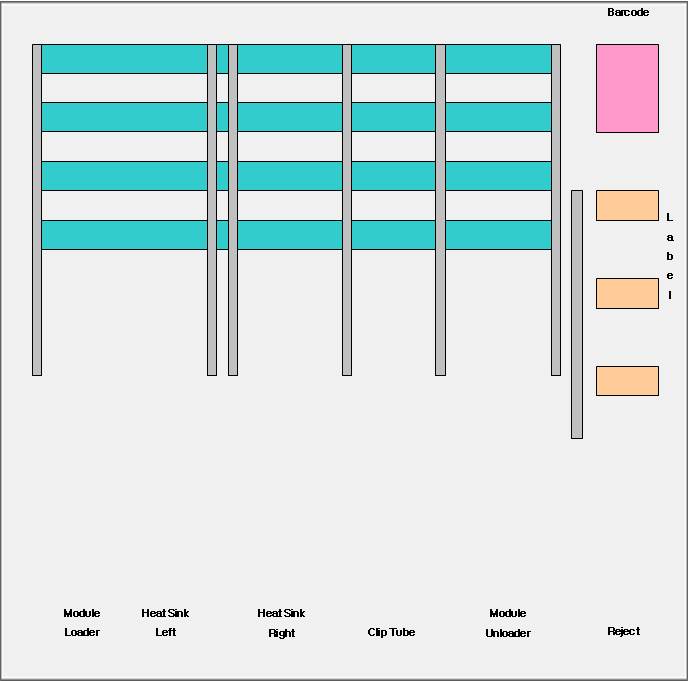 Barcode
L
a
b
e
l
Module
Loader
Heat Sink
Left
Heat Sink
Right
Clip Tube
Module
Unloader
Reject